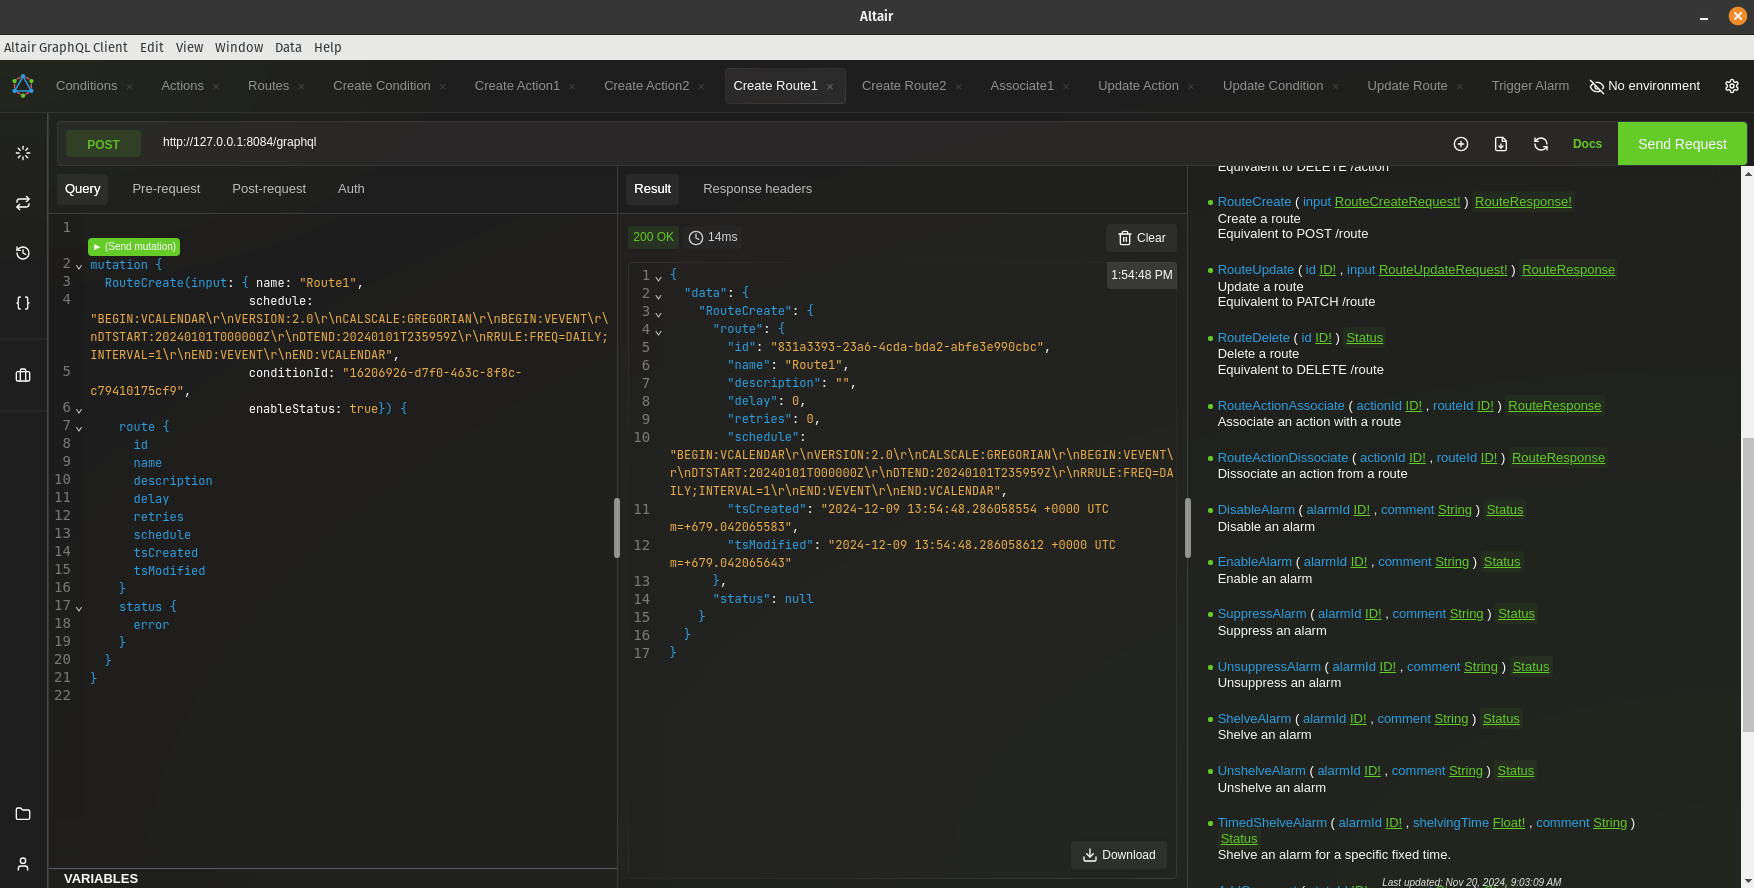 Altair
Altair GraphQL Client Edit View Window Data Help
Conditions × Actions × Routes × Create Condition × Create Action1 × Create Action2 × Create Route1 × Create Route2 × Associate1 × Update Action × Update Condition × Update Route × Trigger Alarm No environment
POST http://127.0.0.1:8084/graphql Docs Send Request
Query Pre-request Post-request Auth
1
(Send mutation)
2 mutation {
3 RouteCreate(input: { name: "Route1",
4 schedule:
"BEGIN:VCALENDAR\r\nVERSION:2.0\r\nCALSCALE:GREGORIAN\r\nBEGIN:VEVENT\r\
nDTSTART:20240101T000000Z\r\nDTEND:20240101T235959Z\r\nRRULE:FREQ=DAILY;
INTERVAL=1\r\nEND:VEVENT\r\nEND:VCALENDAR",
5 conditionId: "16206926-d7f0-463c-8f8c-
c79410175cf9",
6 enableStatus: true}) {
7 route {
8 id
9 name
10 description
11 delay
12 retries
13 schedule
14 tsCreated
15 tsModified
16 }
17 status {
18 error
19 }
20 }
21 }
22
VARIABLES
Result Response headers
200 OK 14ms Clear
1:54:48 PM
1 {
2 "data": {
3 "RouteCreate": {
4 "route": {
5 "id": "831a3393-23a6-4cda-bda2-abfe3e990cbc",
6 "name": "Route1",
7 "description": "",
8 "delay": 0,
9 "retries": 0,
10 "schedule":
"BEGIN:VCALENDAR\r\nVERSION:2.0\r\nCALSCALE:GREGORIAN\r\nBEGIN:VEVENT\
r\nDTSTART:20240101T000000Z\r\nDTEND:20240101T235959Z\r\nRRULE:FREQ=DA
ILY;INTERVAL=1\r\nEND:VEVENT\r\nEND:VCALENDAR",
11 "tsCreated": "2024-12-09 13:54:48.286058554 +0000 UTC
m=+679.042065583",
12 "tsModified": "2024-12-09 13:54:48.286058612 +0000 UTC
m=+679.042065643"
13 },
14 "status": null
15 }
16 }
17 }
Download
Equivalent to DELETE /action
RouteCreate ( input RouteCreateRequest! ) RouteResponse!
Create a route
Equivalent to POST /route
RouteUpdate ( id ID! , input RouteUpdateRequest! ) RouteResponse
Update a route
Equivalent to PATCH /route
RouteDelete ( id ID! ) Status
Delete a route
Equivalent to DELETE /route
RouteActionAssociate ( actionId ID! , routeId ID! ) RouteResponse
Associate an action with a route
RouteActionDissociate ( actionId ID! , routeId ID! ) RouteResponse
Dissociate an action from a route
DisableAlarm ( alarmId ID! , comment String ) Status
Disable an alarm
EnableAlarm ( alarmId ID! , comment String ) Status
Enable an alarm
SuppressAlarm ( alarmId ID! , comment String ) Status
Suppress an alarm
UnsuppressAlarm ( alarmId ID! , comment String ) Status
Unsuppress an alarm
ShelveAlarm ( alarmId ID! , comment String ) Status
Shelve an alarm
UnshelveAlarm ( alarmId ID! , comment String ) Status
Unshelve an alarm
TimedShelveAlarm ( alarmId ID! , shelvingTime Float! , comment String )
Status
Shelve an alarm for a specific fixed time.
Last updated: Nov 20, 2024, 9:03:09 AM